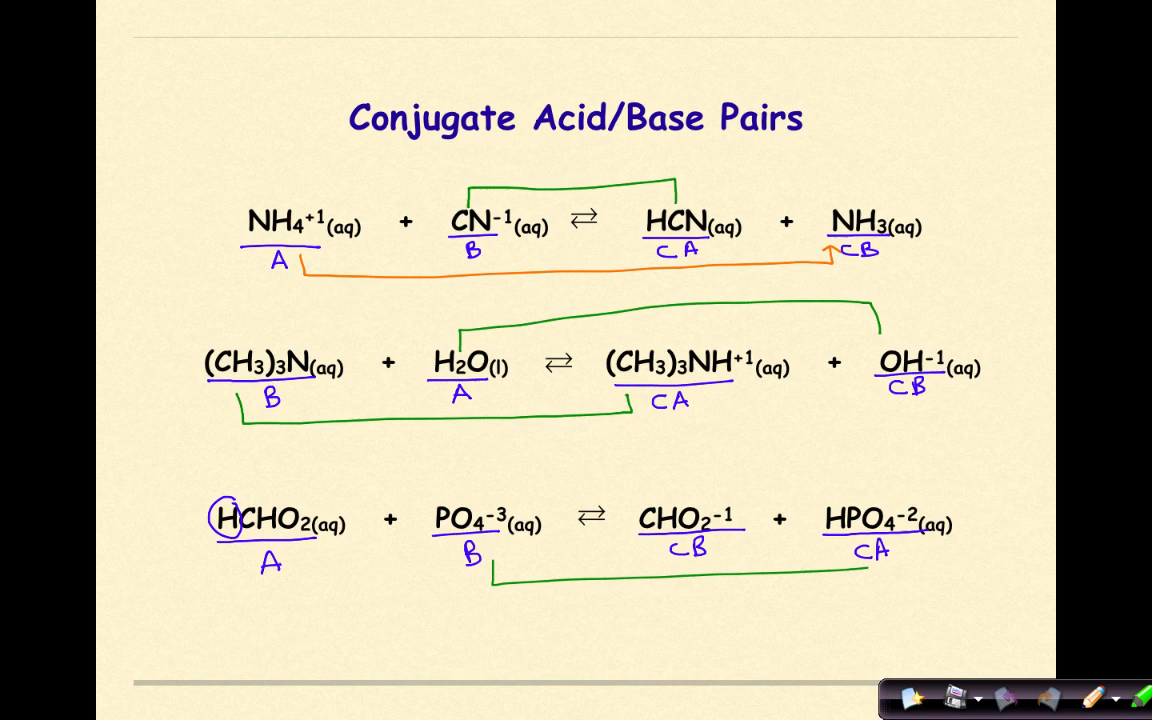 Conjugate Acid/Base Pairs
NH₄⁺¹(aq) + CN⁻¹(aq) ⇄ HCN(aq) + NH₃(aq)
A B CA CB
(CH₃)₃N(aq) + H₂O(l) ⇄ (CH₃)₃NH⁺¹(aq) + OH⁻¹(aq)
B A CA CB
HCHO₂(aq) + PO₄⁻³(aq) ⇄ CHO₂⁻¹ + HPO₄⁻²(aq)
A B CB CA